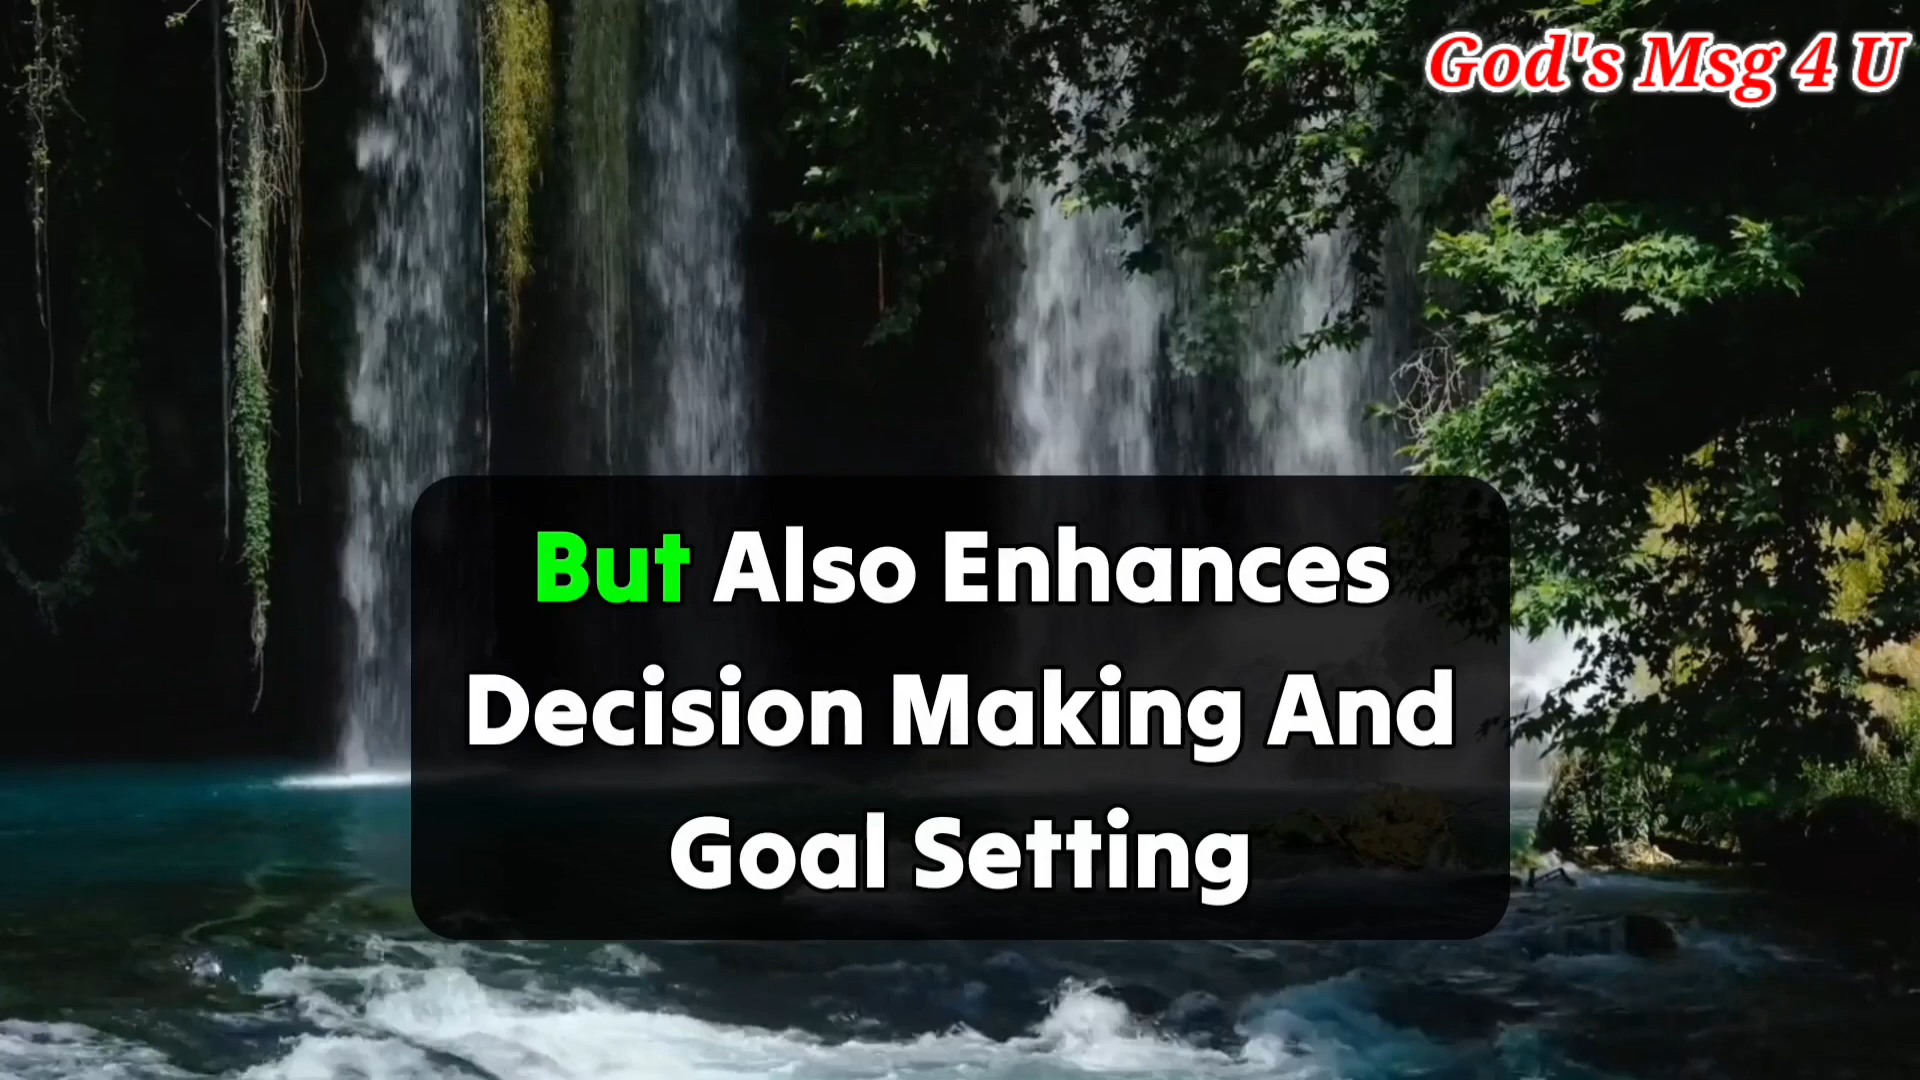 God's Msg 4 U
But Also Enhances
Decision Making And
Goal Setting